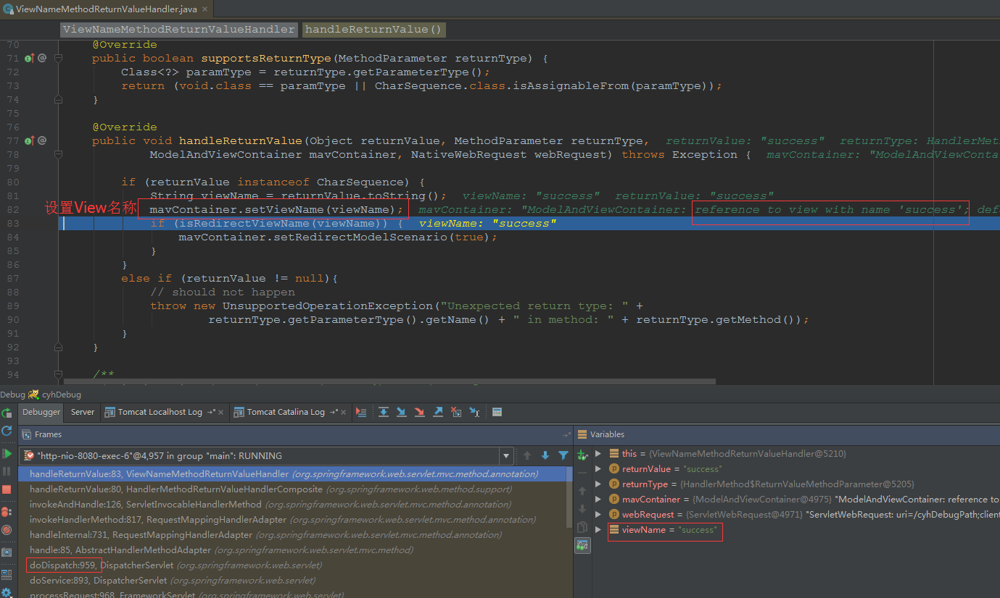 ViewNameMethodReturnValueHandler.java ×
ViewNameMethodReturnValueHandler handleReturnValue()
70 @Override
71 @ public boolean supportsReturnType(MethodParameter returnType) {
72 Class<?> paramType = returnType.getParameterType();
73 return (void.class == paramType || CharSequence.class.isAssignableFrom(paramType));
74 }
75
76 @Override
77 @ public void handleReturnValue(Object returnValue, MethodParameter returnType, returnValue: "success" returnType: HandlerMet
78 ModelAndViewContainer mavContainer, NativeWebRequest webRequest) throws Exception { mavContainer: "ModelAndViewConta
79
80 if (returnValue instanceof CharSequence) {
81 String viewName = returnValue.toString(); viewName: "success" returnValue: "success"
设置View名称
82 mavContainer.setViewName(viewName); mavContainer: "ModelAndViewContainer: reference to view with name 'success'; def
83 if (isRedirectViewName(viewName)) { viewName: "success"
84 mavContainer.setRedirectModelScenario(true);
85 }
86 }
87 else if (returnValue != null){
88 // should not happen
89 throw new UnsupportedOperationException("Unexpected return type: " +
90 returnType.getParameterType().getName() + " in method: " + returnType.getMethod());
91 }
92 }
93
94 /**
Debug cyhDebug
Debugger Server Tomcat Localhost Log × Tomcat Catalina Log ×
Frames
"http-nio-8080-exec-6"@4,957 in group "main": RUNNING
handleReturnValue:83, ViewNameMethodReturnValueHandler (org.springframework.web.servlet.mvc.method.annotation)
handleReturnValue:80, HandlerMethodReturnValueHandlerComposite (org.springframework.web.method.support)
invokeAndHandle:126, ServletInvocableHandlerMethod (org.springframework.web.servlet.mvc.method.annotation)
invokeHandlerMethod:817, RequestMappingHandlerAdapter (org.springframework.web.servlet.mvc.method.annotation)
handleInternal:731, RequestMappingHandlerAdapter (org.springframework.web.servlet.mvc.method.annotation)
handle:85, AbstractHandlerMethodAdapter (org.springframework.web.servlet.mvc.method)
doDispatch:959, DispatcherServlet (org.springframework.web.servlet)
doService:893, DispatcherServlet (org.springframework.web.servlet)
processRequest:968, FrameworkServlet (org.springframework.web.servlet)
Variables
this = {ViewNameMethodReturnValueHandler@5210}
returnValue = "success"
returnType = {HandlerMethod$ReturnValueMethodParameter@5205}
mavContainer = {ModelAndViewContainer@4975} "ModelAndViewContainer: reference to
webRequest = {ServletWebRequest@4971} "ServletWebRequest: uri=/cyhDebugPath;client
viewName = "success"